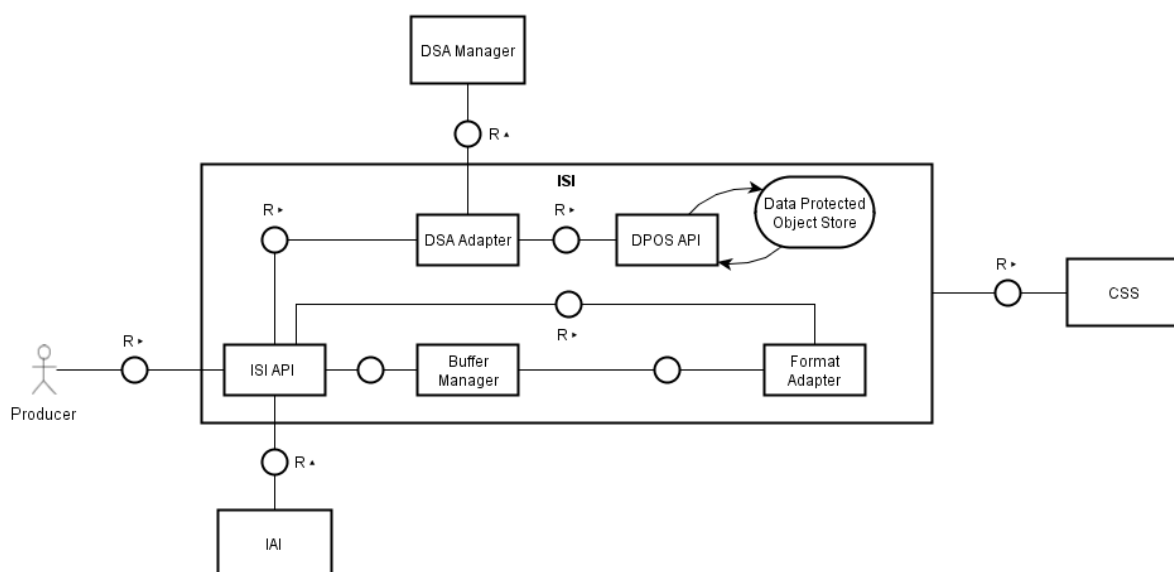 DSA Manager
R ▴
ISI
R ▸
R ▸
Data Protected
Object Store
DSA Adapter
DPOS API
R ▸
CSS
R ▸
R ▸
ISI API
Buffer
Manager
Format
Adapter
Producer
R ▴
IAI